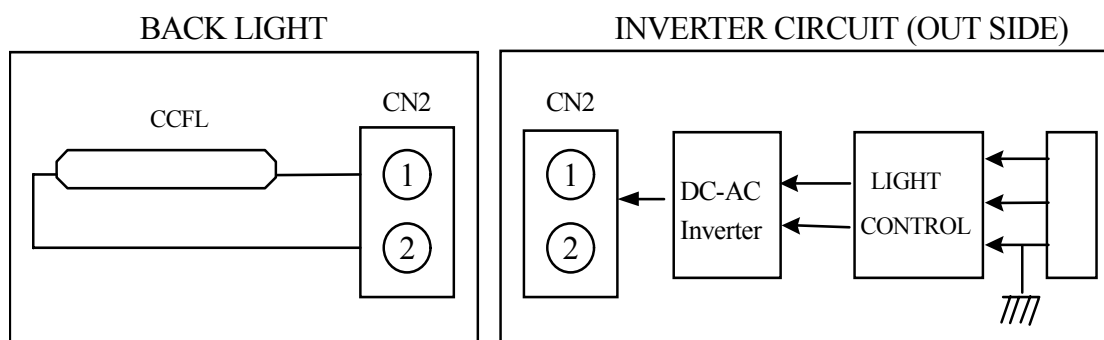 BACK LIGHT
CCFL
CN2
1
2
INVERTER CIRCUIT (OUT SIDE)
CN2
1
2
DC-AC
Inverter
LIGHT
CONTROL